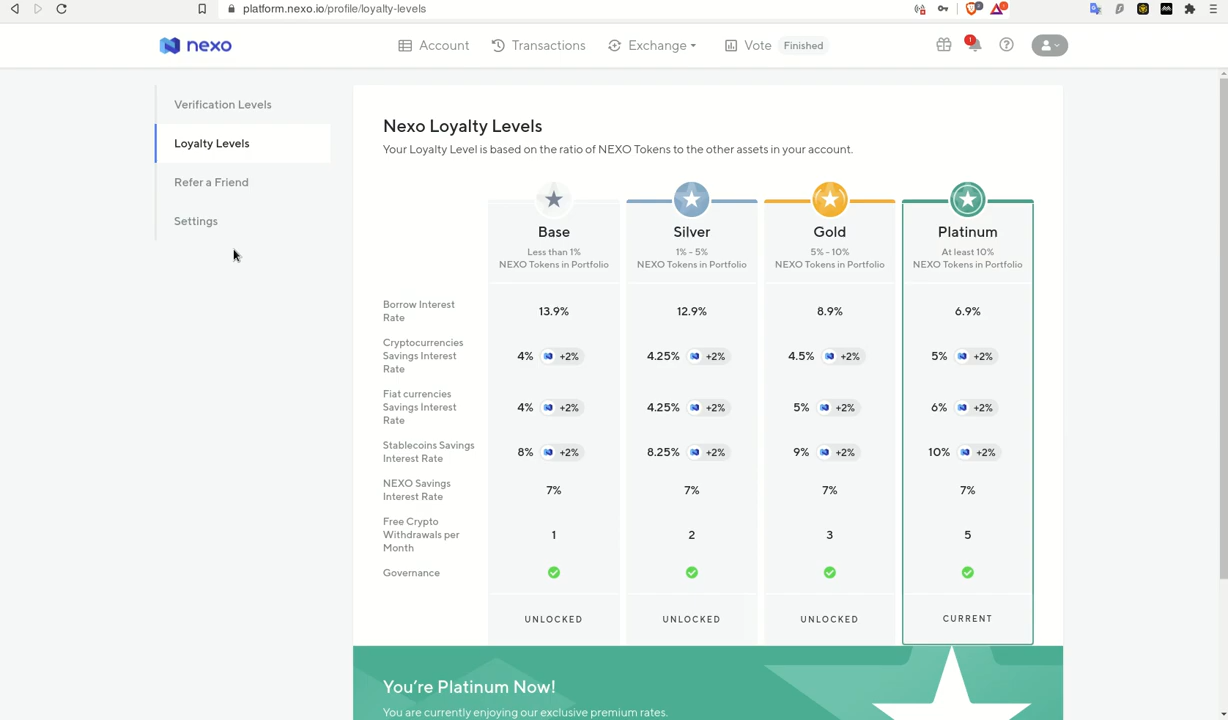 platform.nexo.io/profile/loyalty-levels
nexo
Account
Transactions
Exchange
Vote
Finished
1
Verification Levels
Loyalty Levels
Refer a Friend
Settings
Nexo Loyalty Levels
Your Loyalty Level is based on the ratio of NEXO Tokens to the other assets in your account.
Base Silver Gold Platinum
Less than 1% 1% - 5% 5% - 10% At least 10%
NEXO Tokens in Portfolio NEXO Tokens in Portfolio NEXO Tokens in Portfolio NEXO Tokens in Portfolio
Borrow Interest
Rate
13.9% 12.9% 8.9% 6.9%
Cryptocurrencies
Savings Interest
Rate
4% +2% 4.25% +2% 4.5% +2% 5% +2%
Fiat currencies
Savings Interest
Rate
4% +2% 4.25% +2% 5% +2% 6% +2%
Stablecoins Savings
Interest Rate
8% +2% 8.25% +2% 9% +2% 10% +2%
NEXO Savings
Interest Rate
7% 7% 7% 7%
Free Crypto
Withdrawals per
Month
1 2 3 5
Governance
UNLOCKED UNLOCKED UNLOCKED CURRENT
You're Platinum Now!
You are currently enjoying our exclusive premium rates.